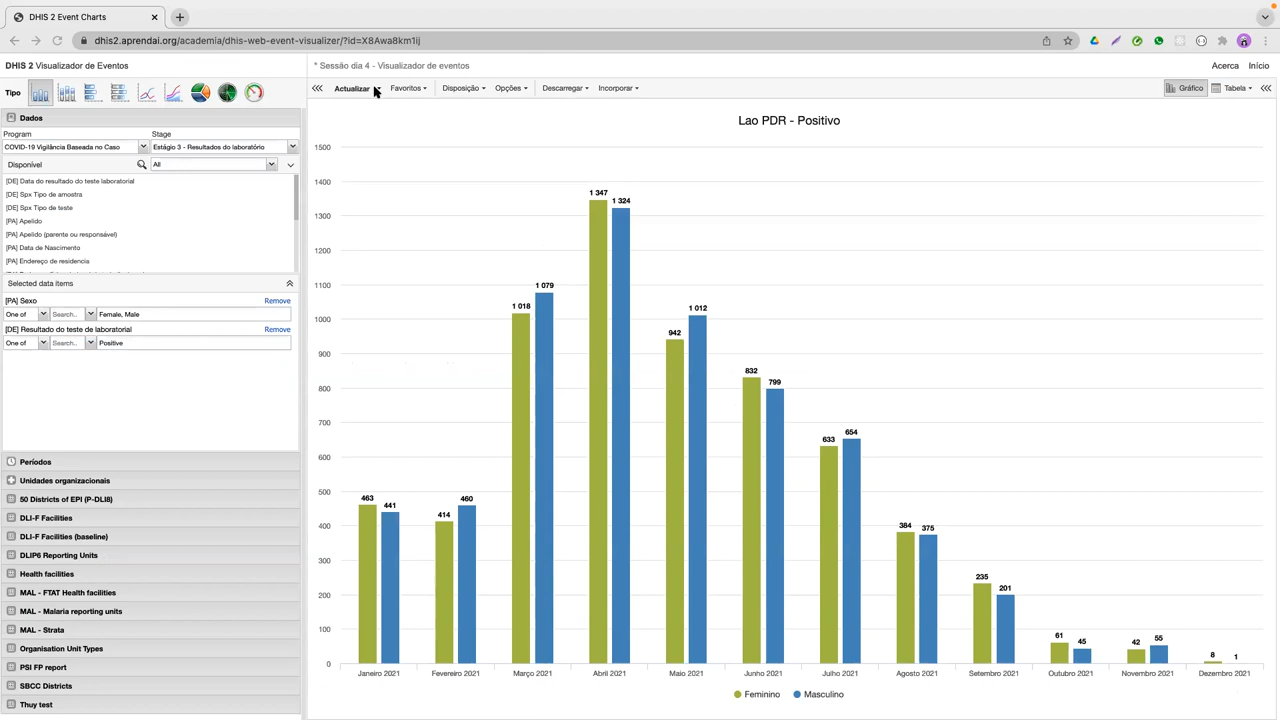 DHIS 2 Event Charts
dhis2.aprendai.org/academia/dhis-web-event-visualizer/?id=X8Awa8km1ij
DHIS 2 Visualizador de Eventos
* Sessão dia 4 - Visualizador de eventos
Acerca
Início
Tipo
Actualizar
Favoritos
Disposição
Opções
Descarregar
Incorporar
Gráfico
Tabela
Dados
Program
Stage
COVID-19 Vigilância Baseada no Caso
Estágio 3 - Resultados do laboratório
Disponível
All
[DE] Data do resultado do teste laboratorial
[DE] Spx Tipo de amostra
[DE] Spx Tipo de teste
[PA] Apelido
[PA] Apelido (parente ou responsável)
[PA] Data de Nascimento
[PA] Endereço de residencia
Selected data items
[PA] Sexo
Remove
One of
Search..
Female, Male
[DE] Resultado do teste de laboratorial
Remove
One of
Search..
Positive
Períodos
Unidades organizacionais
50 Districts of EPI (P-DLI8)
DLI-F Facilities
DLI-F Facilities (baseline)
DLIP6 Reporting Units
Health facilities
MAL - FTAT Health facilities
MAL - Malaria reporting units
MAL - Strata
Organisation Unit Types
PSI FP report
SBCC Districts
Thuy test
Lao PDR - Positivo
1500
1400
1300
1200
1100
1000
900
800
700
600
500
400
300
200
100
0
463
441
414
460
1 018
1 079
1 347
1 324
942
1 012
832
799
633
654
384
375
235
201
61
45
42
55
8
1
Janeiro 2021
Fevereiro 2021
Março 2021
Abril 2021
Maio 2021
Junho 2021
Julho 2021
Agosto 2021
Setembro 2021
Outubro 2021
Novembro 2021
Dezembro 2021
Feminino
Masculino